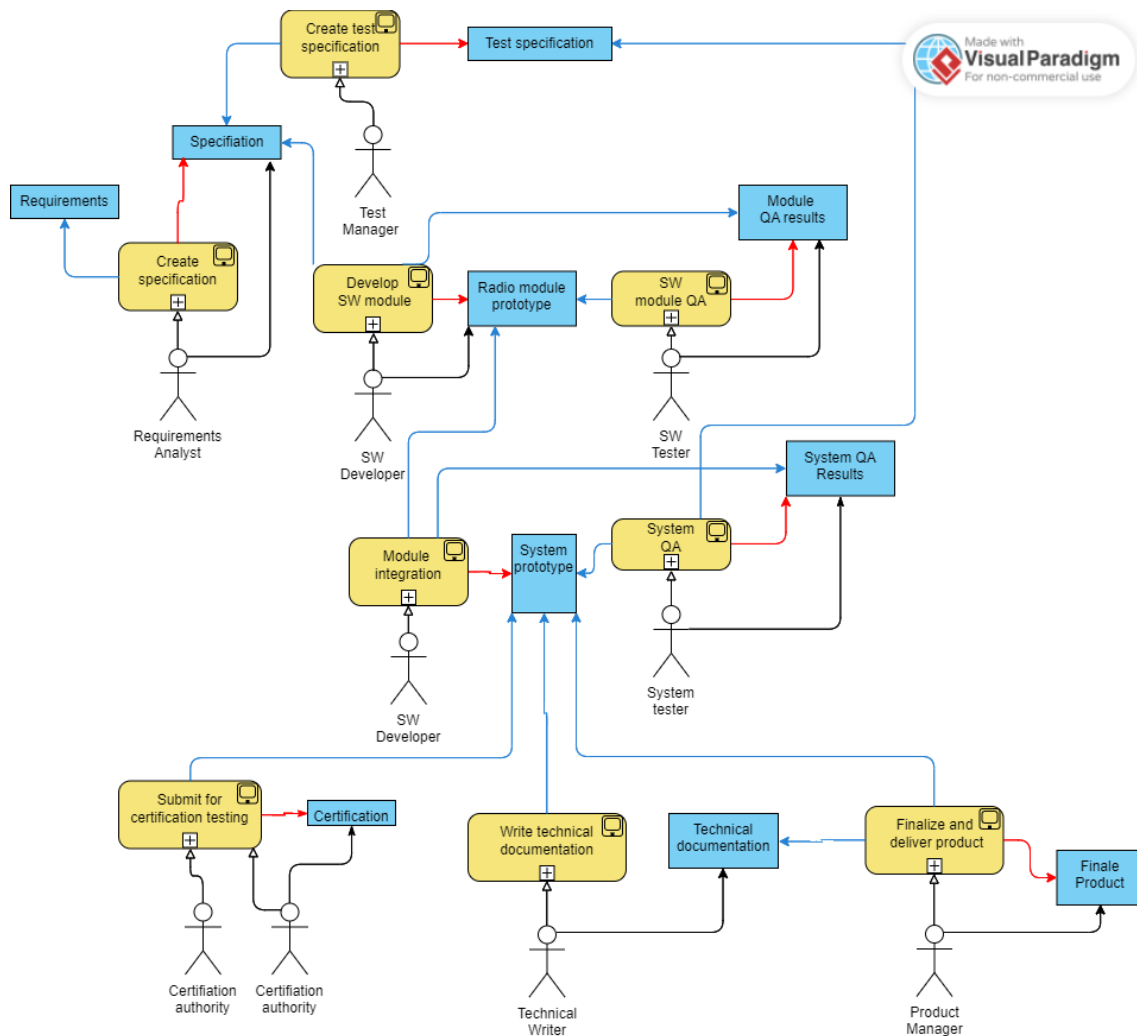 Create test
specification
Test specification
Made with
Visual Paradigm
For non-commercial use
Specifiation
Requirements
Test
Manager
Module
QA results
Create
specification
Develop
SW module
Radio module
prototype
SW
module QA
Requirements
Analyst
SW
Developer
SW
Tester
System QA
Results
Module
integration
System
prototype
System
QA
SW
Developer
System
tester
Submit for
certification testing
Certification
Write technical
documentation
Technical
documentation
Finalize and
deliver product
Finale
Product
Certifiation
authority
Certifiation
authority
Technical
Writer
Product
Manager